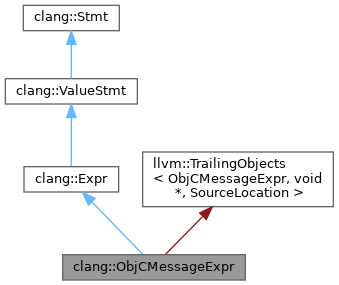 clang::Stmt
clang::ValueStmt
clang::Expr
llvm::TrailingObjects
< ObjCMessageExpr, void
*, SourceLocation >
clang::ObjCMessageExpr